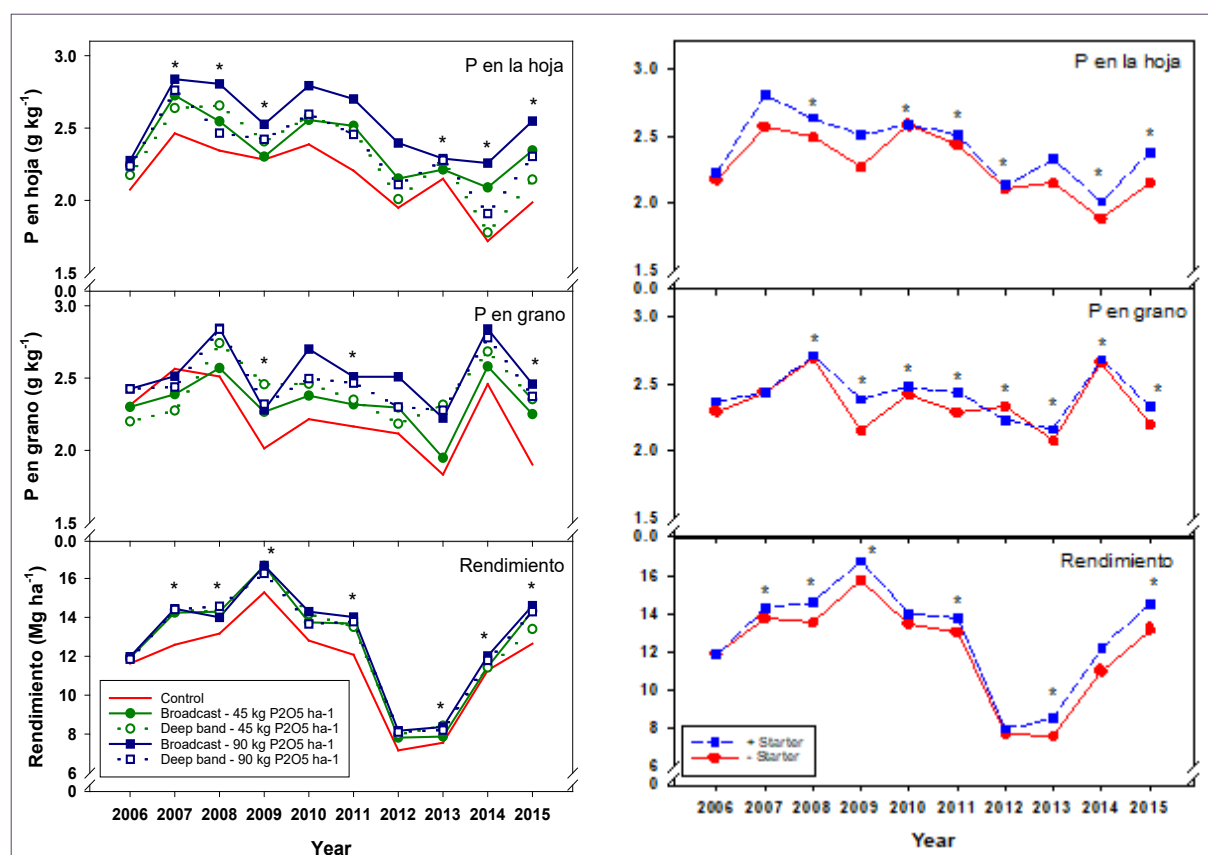 P en la hoja
P en hoja (g kg-1)
3.0
2.5
2.0
1.5
0.0
* * * * * *
P en grano
P en grano (g kg-1)
3.0
2.5
2.0
1.5
0.0
* * *
Rendimiento
Rendimiento (Mg ha-1)
16
14
12
10
8
6
0
* * * * * * *
Control
Broadcast - 45 kg P2O5 ha-1
Deep band - 45 kg P2O5 ha-1
Broadcast - 90 kg P2O5 ha-1
Deep band - 90 kg P2O5 ha-1
2006 2007 2008 2009 2010 2011 2012 2013 2014 2015
Year
P en la hoja
3.0
2.5
2.0
1.5
0.0
* * * * * *
P en grano
3.0
2.5
2.0
1.5
0.0
* * * * * * * *
Rendimiento
16
14
12
10
8
6
0
* * * * * *
+ Starter
- Starter
2006 2007 2008 2009 2010 2011 2012 2013 2014 2015
Year